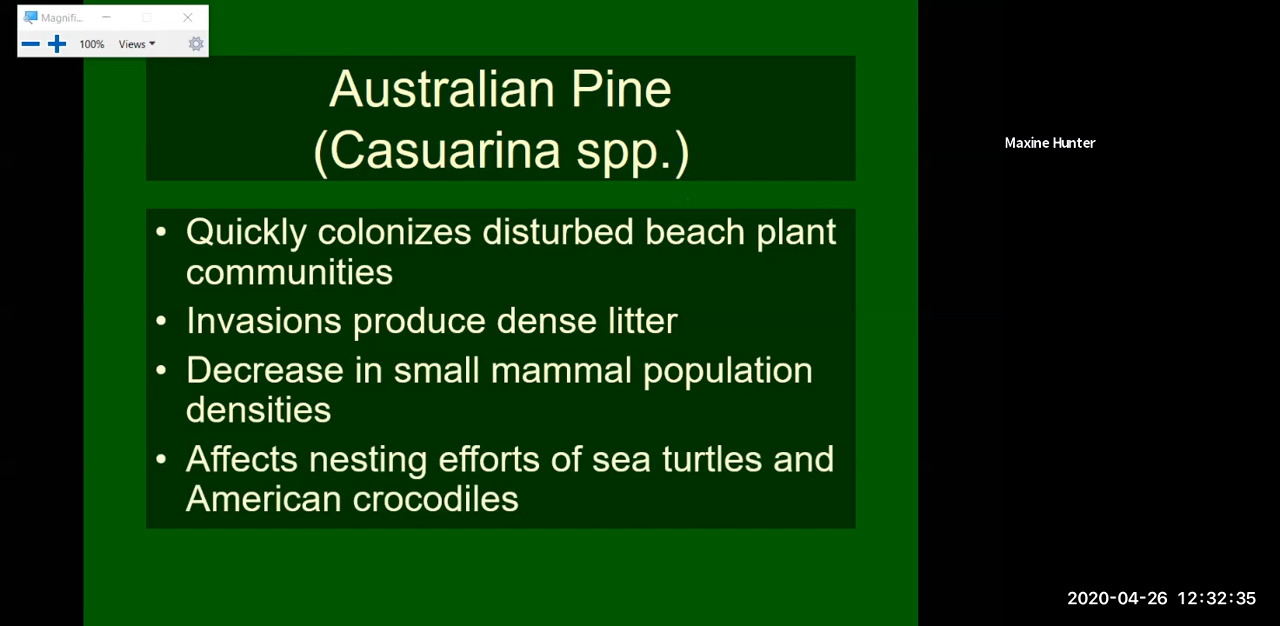 Magnifi...
100% Views
Australian Pine
(Casuarina spp.)
Maxine Hunter
• Quickly colonizes disturbed beach plant
communities
• Invasions produce dense litter
• Decrease in small mammal population
densities
• Affects nesting efforts of sea turtles and
American crocodiles
2020-04-26 12:32:35